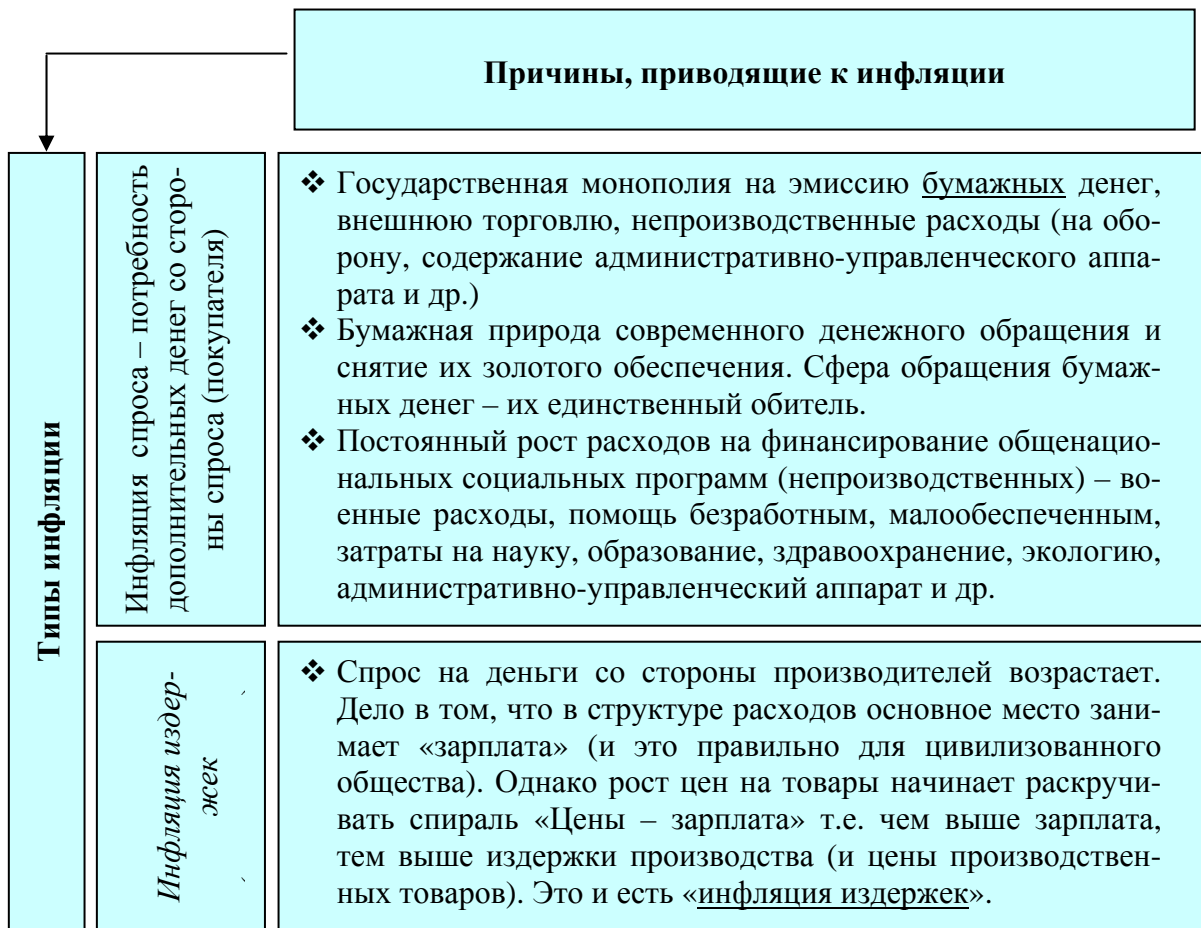 Причины, приводящие к инфляции
Типы инфляции
Инфляция спроса – потребность
дополнительных денег со сторо-
ны спроса (покупателя)
❖ Государственная монополия на эмиссию бумажных денег,
внешнюю торговлю, непроизводственные расходы (на обо-
рону, содержание административно-управленческого аппа-
рата и др.)
❖ Бумажная природа современного денежного обращения и
снятие их золотого обеспечения. Сфера обращения бумаж-
ных денег – их единственный обитель.
❖ Постоянный рост расходов на финансирование общенацио-
нальных социальных программ (непроизводственных) – во-
енные расходы, помощь безработным, малообеспеченным,
затраты на науку, образование, здравоохранение, экологию,
административно-управленческий аппарат и др.
Инфляция издер-
жек
❖ Спрос на деньги со стороны производителей возрастает.
Дело в том, что в структуре расходов основное место зани-
мает «зарплата» (и это правильно для цивилизованного
общества). Однако рост цен на товары начинает раскручи-
вать спираль «Цены – зарплата» т.е. чем выше зарплата,
тем выше издержки производства (и цены производствен-
ных товаров). Это и есть «инфляция издержек».